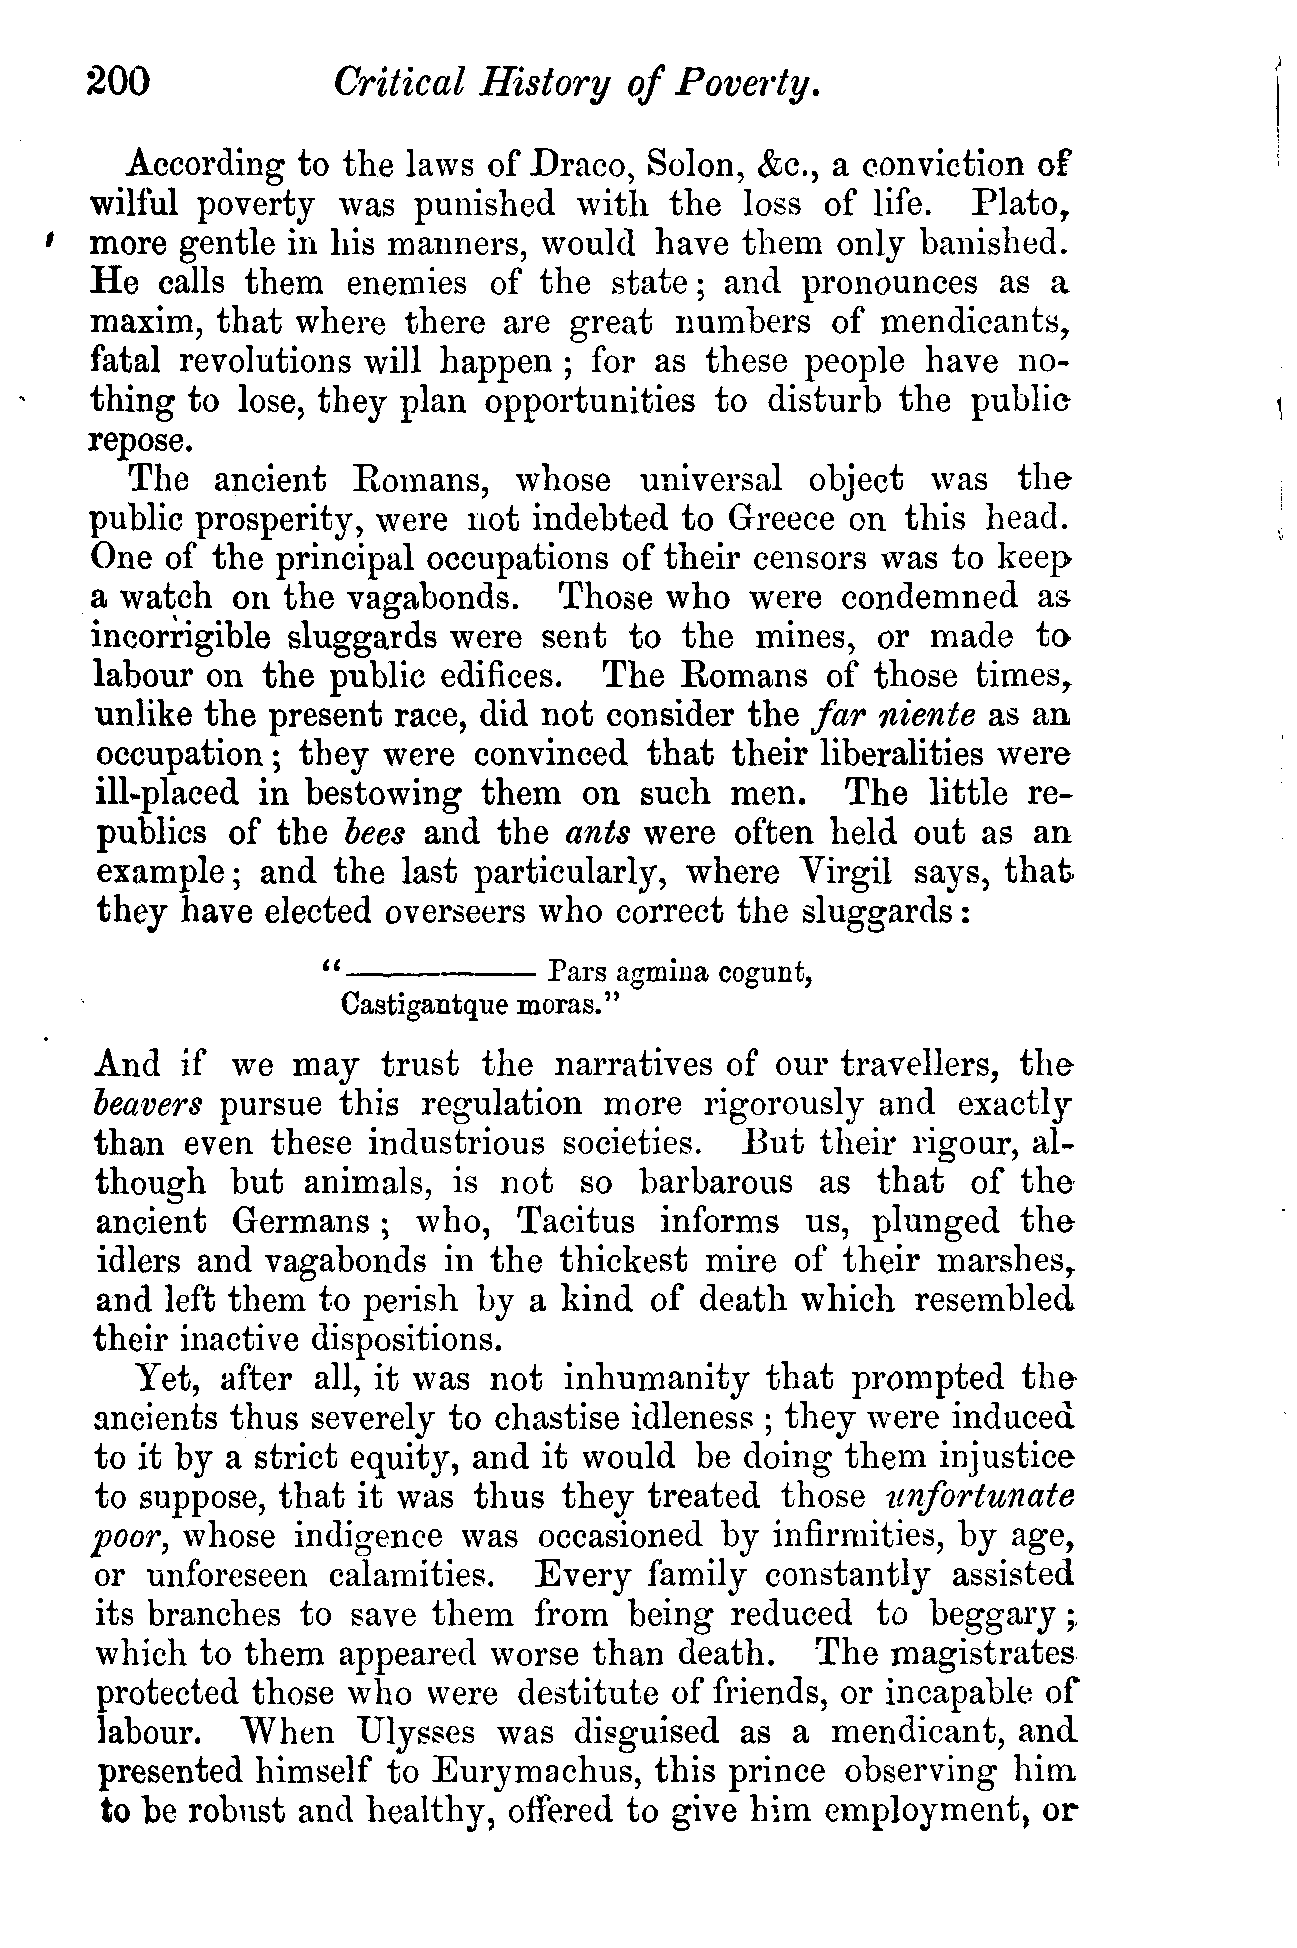 200 Critical History of Poverty.
According to the laws of Draco, Solon, &c., a conviction of
wilful poverty was punished with the loss of life. Plato,
more gentle in his manners, would have them only banished.
He calls them enemies of the state; and pronounces as a
maxim, that where there are great numbers of mendicants,
fatal revolutions will happen; for as these people have no-
thing to lose, they plan opportunities to disturb the public
repose.
The ancient Romans, whose universal object was the
public prosperity, were not indebted to Greece on this head.
One of the principal occupations of their censors was to keep
a watch on the vagabonds. Those who were condemned as
incorrigible sluggards were sent to the mines, or made to
labour on the public edifices. The Romans of those times,
unlike the present race, did not consider the far niente as an
occupation; they were convinced that their liberalities were
ill-placed in bestowing them on such men. The little re-
publics of the bees and the ants were often held out as an
example; and the last particularly, where Virgil says, that
they have elected overseers who correct the sluggards:
"———— Pars agmina cogunt,
Castigantque moras."
And if we may trust the narratives of our travellers, the
beavers pursue this regulation more rigorously and exactly
than even these industrious societies. But their rigour, al-
though but animals, is not so barbarous as that of the
ancient Germans; who, Tacitus informs us, plunged the
idlers and vagabonds in the thickest mire of their marshes,
and left them to perish by a kind of death which resembled
their inactive dispositions.
Yet, after all, it was not inhumanity that prompted the
ancients thus severely to chastise idleness; they were induced
to it by a strict equity, and it would be doing them injustice
to suppose, that it was thus they treated those unfortunate
poor, whose indigence was occasioned by infirmities, by age,
or unforeseen calamities. Every family constantly assisted
its branches to save them from being reduced to beggary;
which to them appeared worse than death. The magistrates
protected those who were destitute of friends, or incapable of
labour. When Ulysses was disguised as a mendicant, and
presented himself to Eurymachus, this prince observing him
to be robust and healthy, offered to give him employment, or